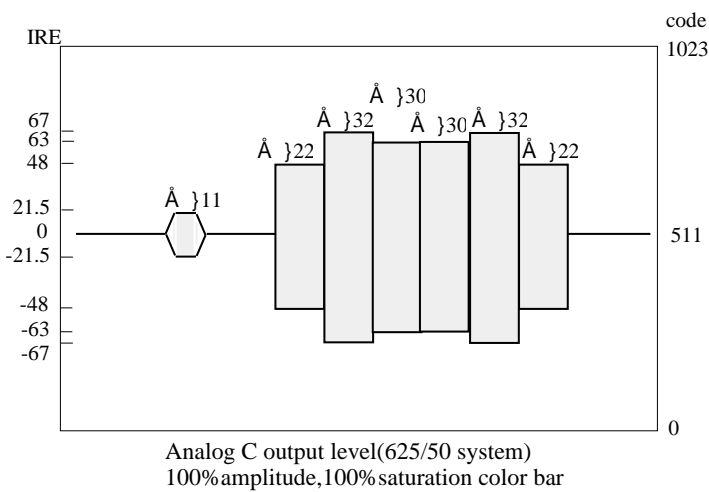 code
IRE
1023
Å }30
67
Å }32
Å }30
Å }32
63
48
Å }22
Å }22
21.5
Å }11
0
511
-21.5
-48
-63
-67
0
Analog C output level(625/50 system)
100%amplitude,100%saturation color bar